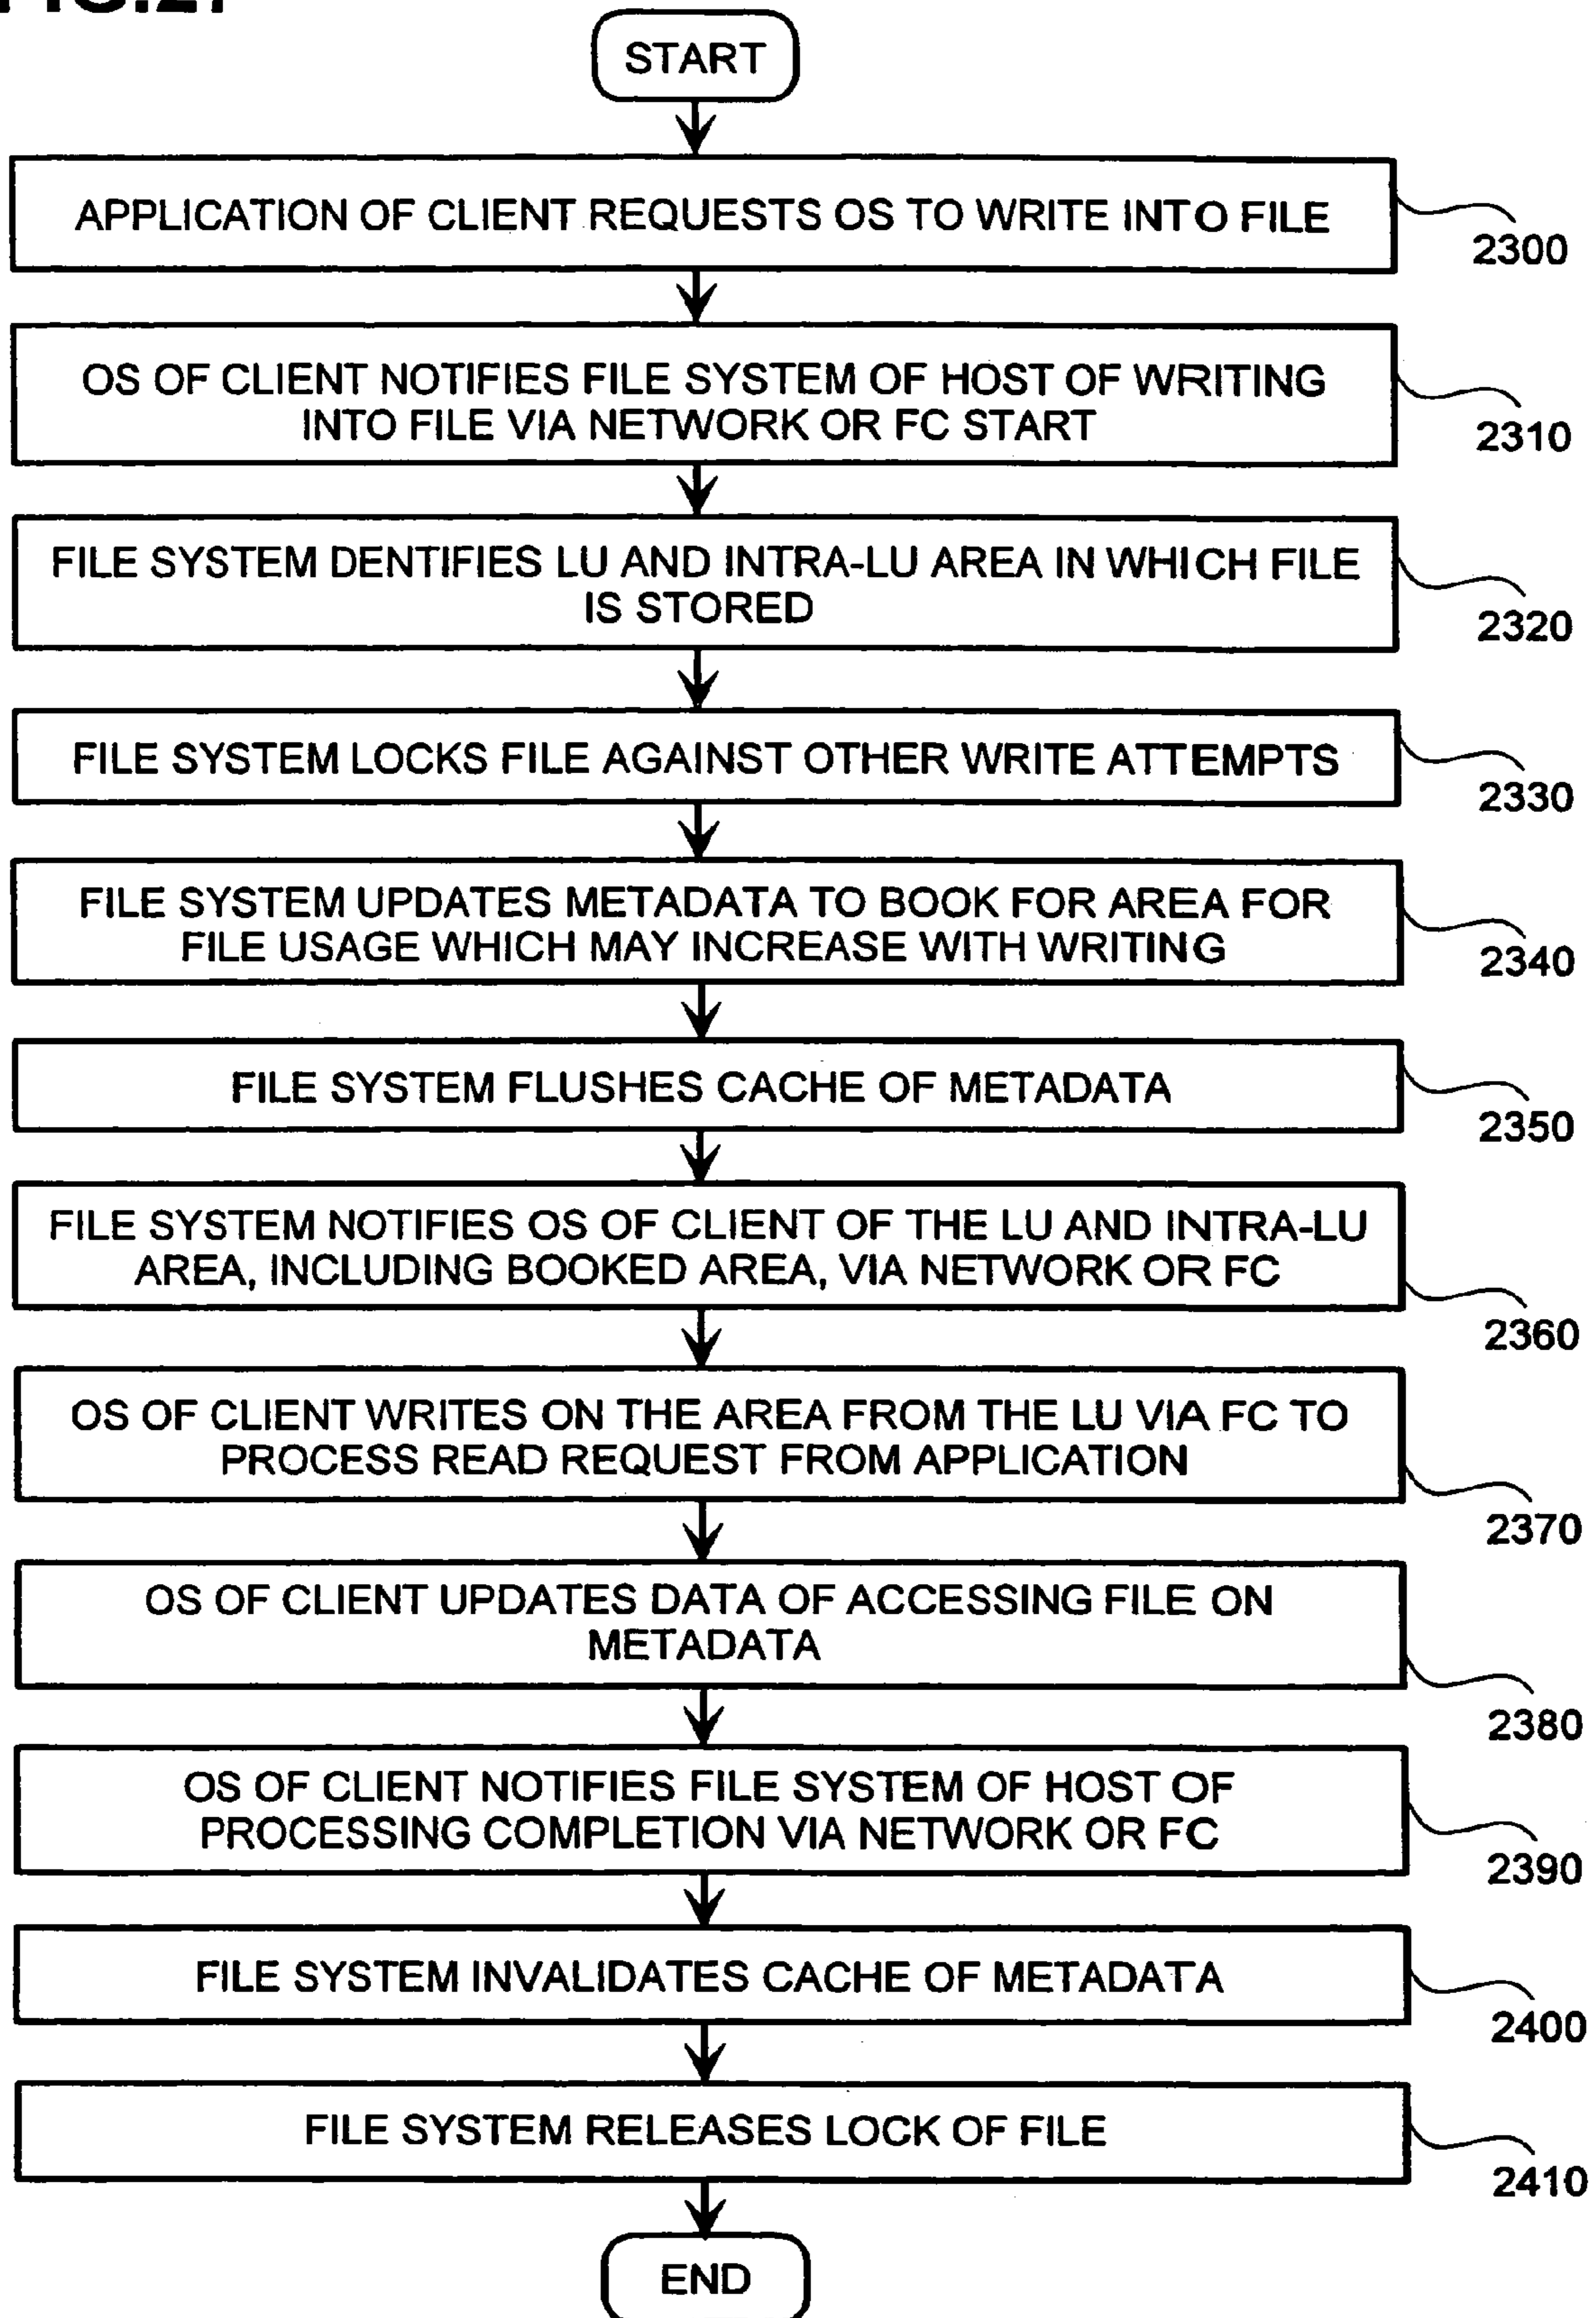 START
APPLICATION OF CLIENT REQUESTS OS TO WRITE INTO FILE
2300
OS OF CLIENT NOTIFIES FILE SYSTEM OF HOST OF WRITING
INTO FILE VIA NETWORK OR FC START
2310
FILE SYSTEM DENTIFIES LU AND INTRA-LU AREA IN WHICH FILE
IS STORED
2320
FILE SYSTEM LOCKS FILE AGAINST OTHER WRITE ATTEMPTS
2330
FILE SYSTEM UPDATES METADATA TO BOOK FOR AREA FOR
FILE USAGE WHICH MAY INCREASE WITH WRITING
2340
FILE SYSTEM FLUSHES CACHE OF METADATA
2350
FILE SYSTEM NOTIFIES OS OF CLIENT OF THE LU AND INTRA-LU
AREA, INCLUDING BOOKED AREA, VIA NETWORK OR FC
2360
OS OF CLIENT WRITES ON THE AREA FROM THE LU VIA FC TO
PROCESS READ REQUEST FROM APPLICATION
2370
OS OF CLIENT UPDATES DATA OF ACCESSING FILE ON
METADATA
2380
OS OF CLIENT NOTIFIES FILE SYSTEM OF HOST OF
PROCESSING COMPLETION VIA NETWORK OR FC
2390
FILE SYSTEM INVALIDATES CACHE OF METADATA
2400
FILE SYSTEM RELEASES LOCK OF FILE
2410
END